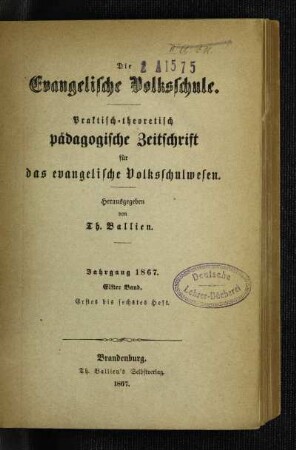 Die
2 A 1575
Evangelische Volksschule.
Praktisch-theoretisch
pädagogische Zeitschrift
für
das evangelische Volksschulwesen.
Herausgegeben
von
Th. Ballien.
Jahrgang 1867.
Elfter Band.
Erstes bis sechstes Heft.
Deutsche
Lehrer-Bücherei
Brandenburg.
Th. Ballien's Selbstverlag.
1867.